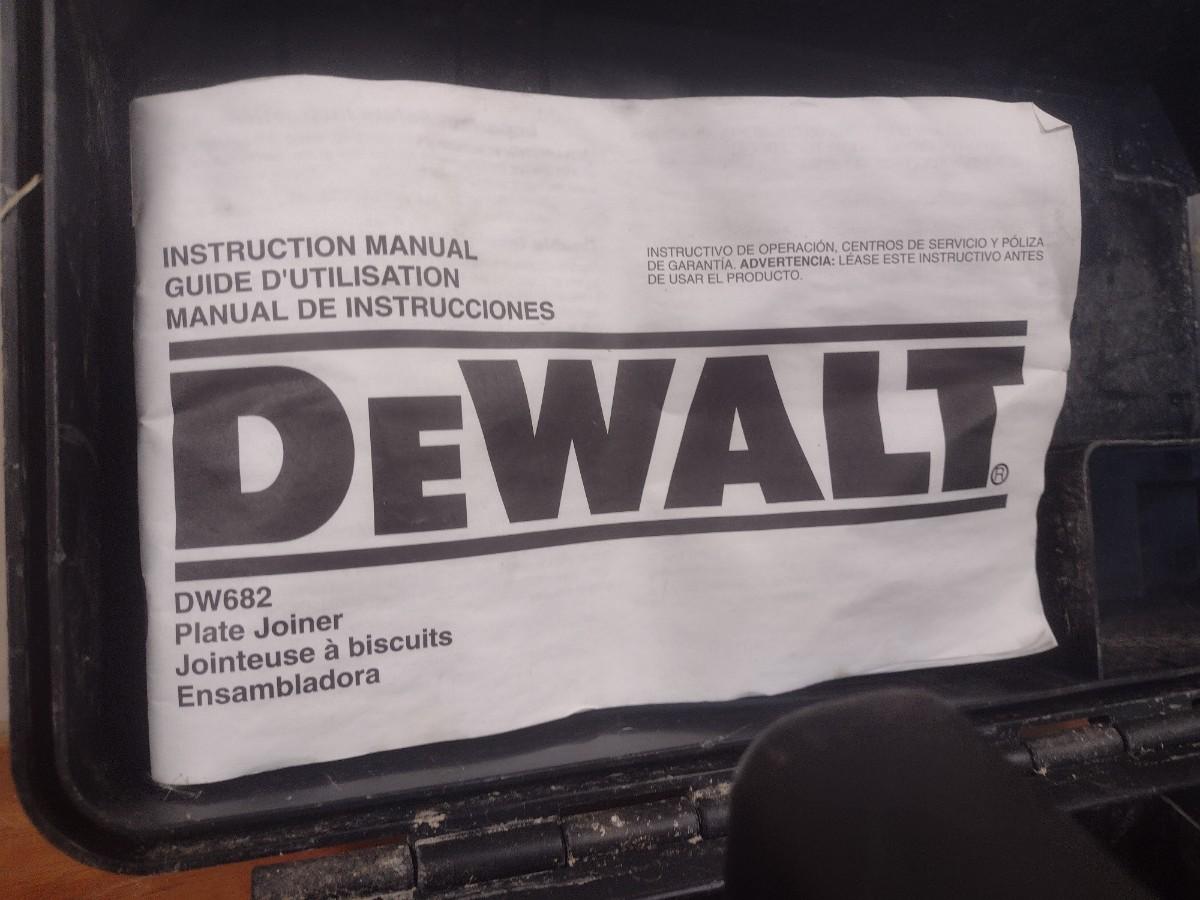 INSTRUCTION MANUAL
GUIDE D'UTILISATION
MANUAL DE INSTRUCCIONES
INSTRUCTIVO DE OPERACIÓN, CENTROS DE SERVICIO Y PÓLIZA
DE GARANTÍA. ADVERTENCIA: LÉASE ESTE INSTRUCTIVO ANTES
DE USAR EL PRODUCTO.
DEWALT®
DW682
Plate Joiner
Jointeuse à biscuits
Ensambladora